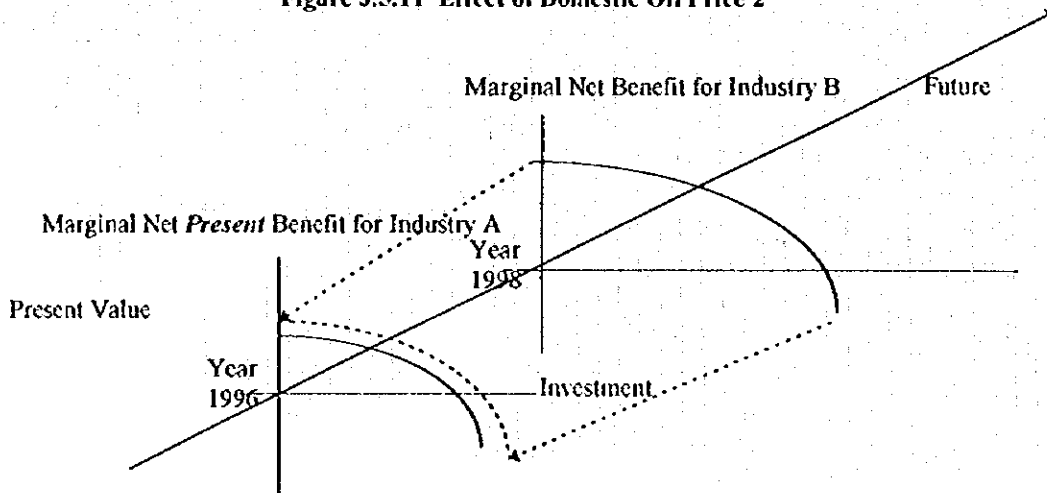 Figure 3.3.11 Effect of Domestic Oil Price 2
Marginal Net Benefit for Industry B
Future
Marginal Net Present Benefit for Industry A
Year
1998
Present Value
Year
1996
Investment